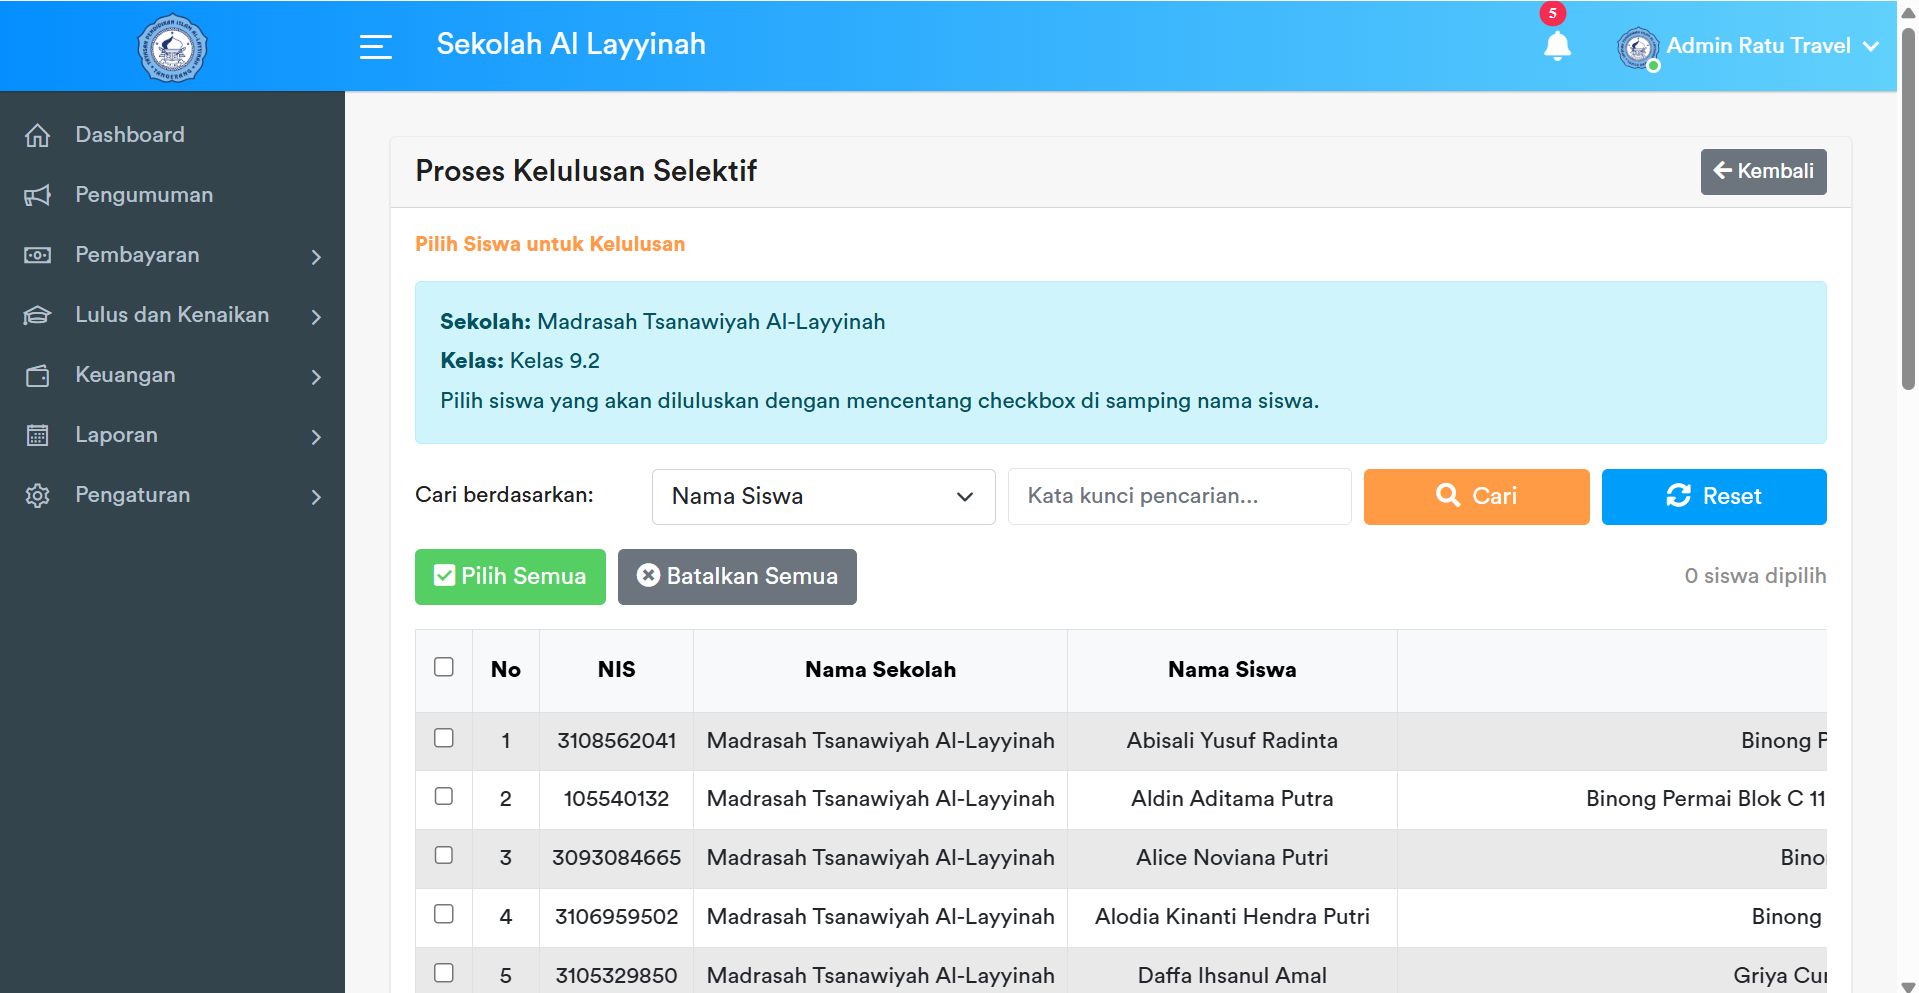 Sekolah Al Layyinah
5
Admin Ratu Travel
Dashboard
Pengumuman
Pembayaran
Lulus dan Kenaikan
Keuangan
Laporan
Pengaturan
Proses Kelulusan Selektif
Kembali
Pilih Siswa untuk Kelulusan
Sekolah: Madrasah Tsanawiyah Al-Layyinah
Kelas: Kelas 9.2
Pilih siswa yang akan diluluskan dengan mencentang checkbox di samping nama siswa.
Cari berdasarkan: Nama Siswa Kata kunci pencarian... Cari Reset
Pilih Semua Batalkan Semua 0 siswa dipilih
No NIS Nama Sekolah Nama Siswa
1 3108562041 Madrasah Tsanawiyah Al-Layyinah Abisali Yusuf Radinta Binong
2 105540132 Madrasah Tsanawiyah Al-Layyinah Aldin Aditama Putra Binong Permai Blok C 11
3 3093084665 Madrasah Tsanawiyah Al-Layyinah Alice Noviana Putri
4 3106959502 Madrasah Tsanawiyah Al-Layyinah Alodia Kinanti Hendra Putri Binong
5 3105329850 Madrasah Tsanawiyah Al-Layyinah Daffa Ihsanul Amal Griya